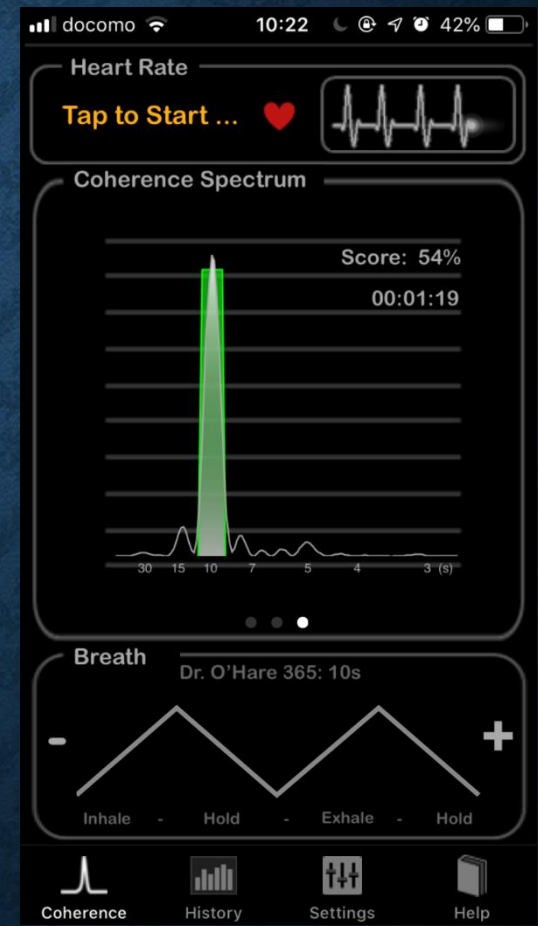 docomo 10:22 42%
Heart Rate
Tap to Start ...
Coherence Spectrum
Score: 54%
00:01:19
30 15 10 7 5 4 3 (s)
Breath
Dr. O'Hare 365: 10s
- +
Inhale - Hold - Exhale - Hold
Coherence History Settings Help